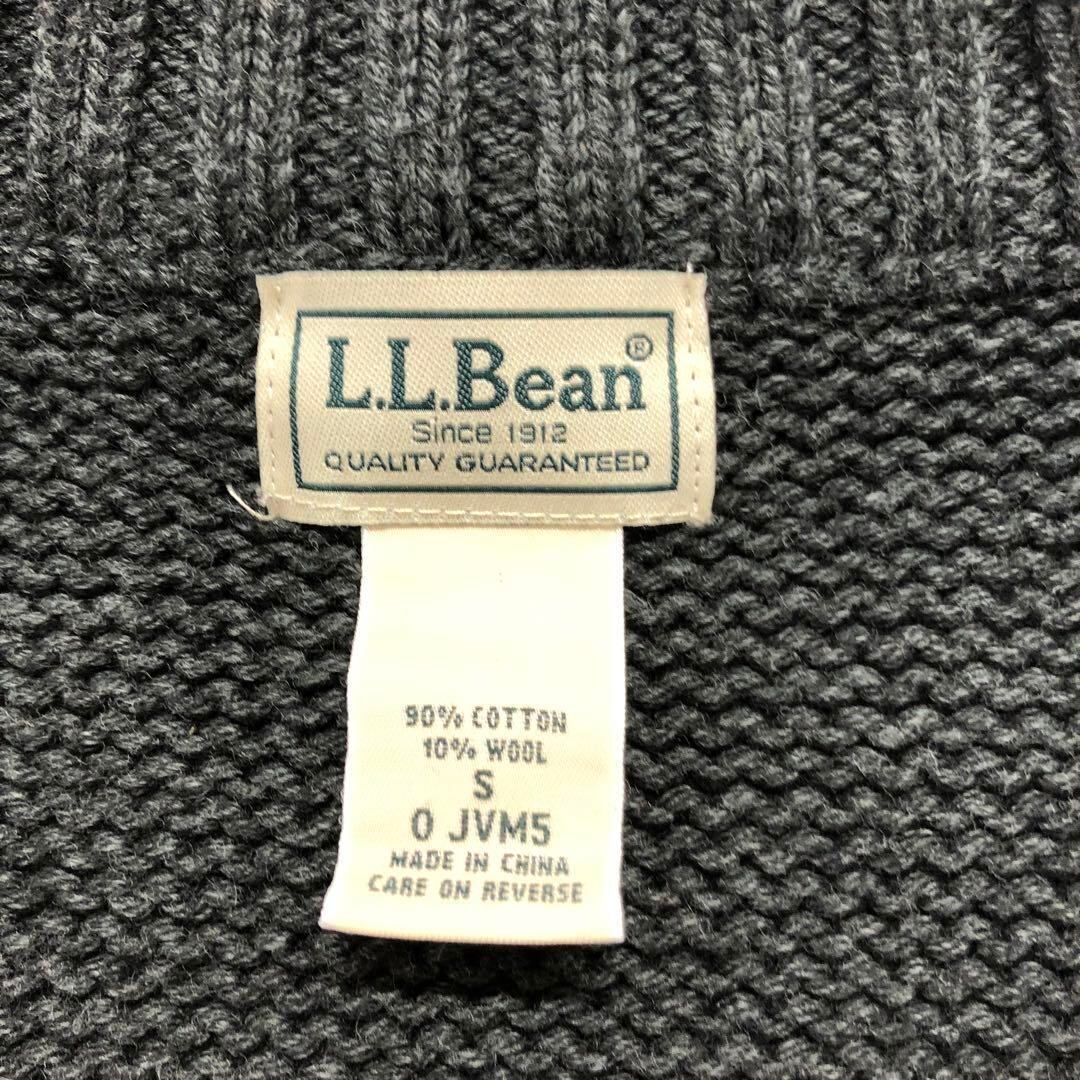 L.L.Bean®
Since 1912
QUALITY GUARANTEED
90% COTTON
10% WOOL
S
0 JVM5
MADE IN CHINA
CARE ON REVERSE